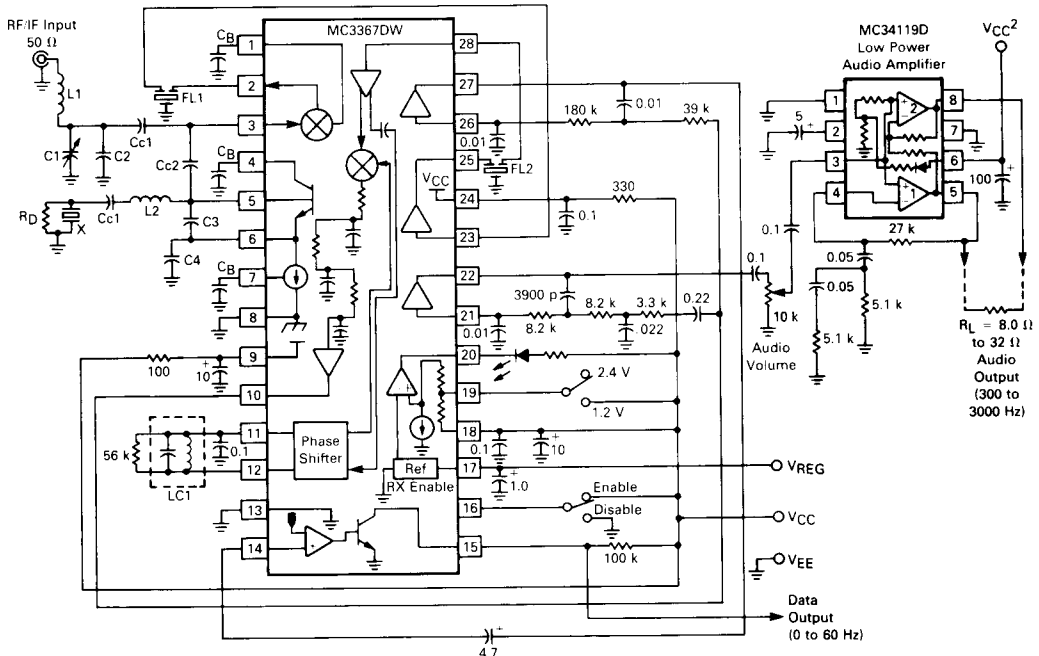 RF/IF Input
50 Ω
L1
C1
C2
Cc1
Cc2
FL1
CB
1
2
3
CB
4
5
RD
X
Cc1
L2
C3
6
C4
CB
7
8
9
100
+
10
10
11
56 k
0.1
12
LC1
13
14
MC3367DW
Phase
Shifter
Ref
RX Enable
28
27
0.01
180 k
39 k
26
0.01
25
FL2
VCC
24
330
0.1
23
22
0.1
3900 p
8.2 k
3.3 k
0.22
21
0.01
8.2 k
.022
10 k
Audio
Volume
20
19
2.4 V
1.2 V
18
0.1
+
10
17
+
1.0
VREG
16
Enable
Disable
VCC
15
100 k
VEE
Data
Output
(0 to 60 Hz)
+
4.7
MC34119D
Low Power
Audio Amplifier
VCC2
1
2
3
4
5
+
+
2
-
+
-
1
8
7
6
5
100
+
0.1
27 k
0.05
0.05
5.1 k
5.1 k
RL = 8.0 Ω
to 32 Ω
Audio
Output
(300 to
3000 Hz)